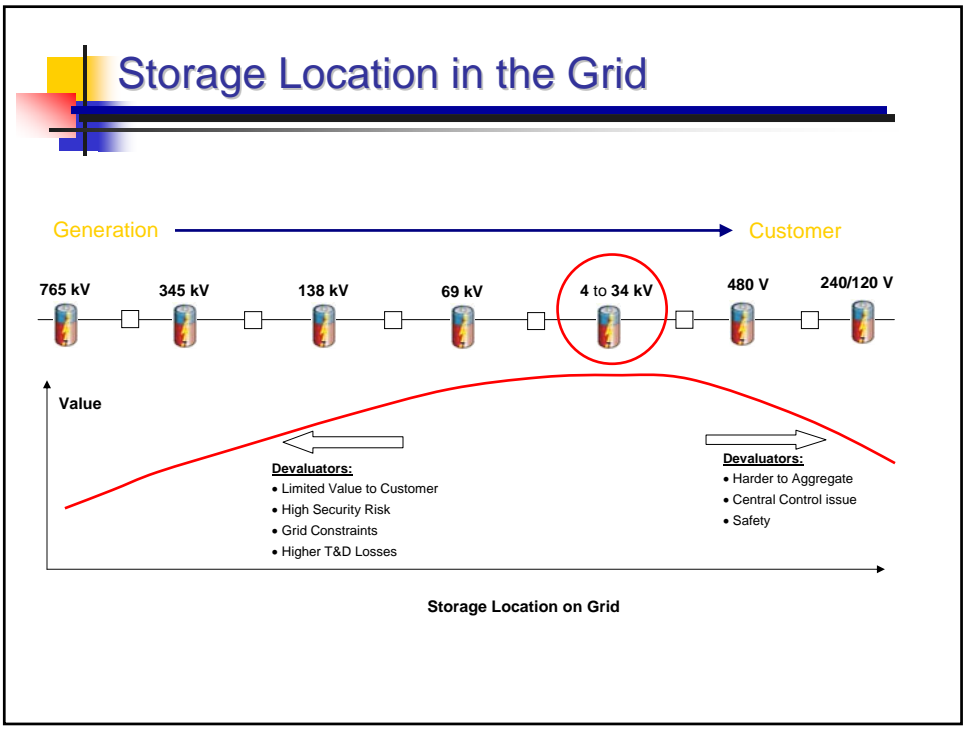 Storage Location in the Grid
Generation
Customer
765 kV
345 kV
138 kV
69 kV
4 to 34 kV
480 V
240/120 V
Value
Devaluators:
• Limited Value to Customer
• High Security Risk
• Grid Constraints
• Higher T&D Losses
Devaluators:
• Harder to Aggregate
• Central Control issue
• Safety
Storage Location on Grid